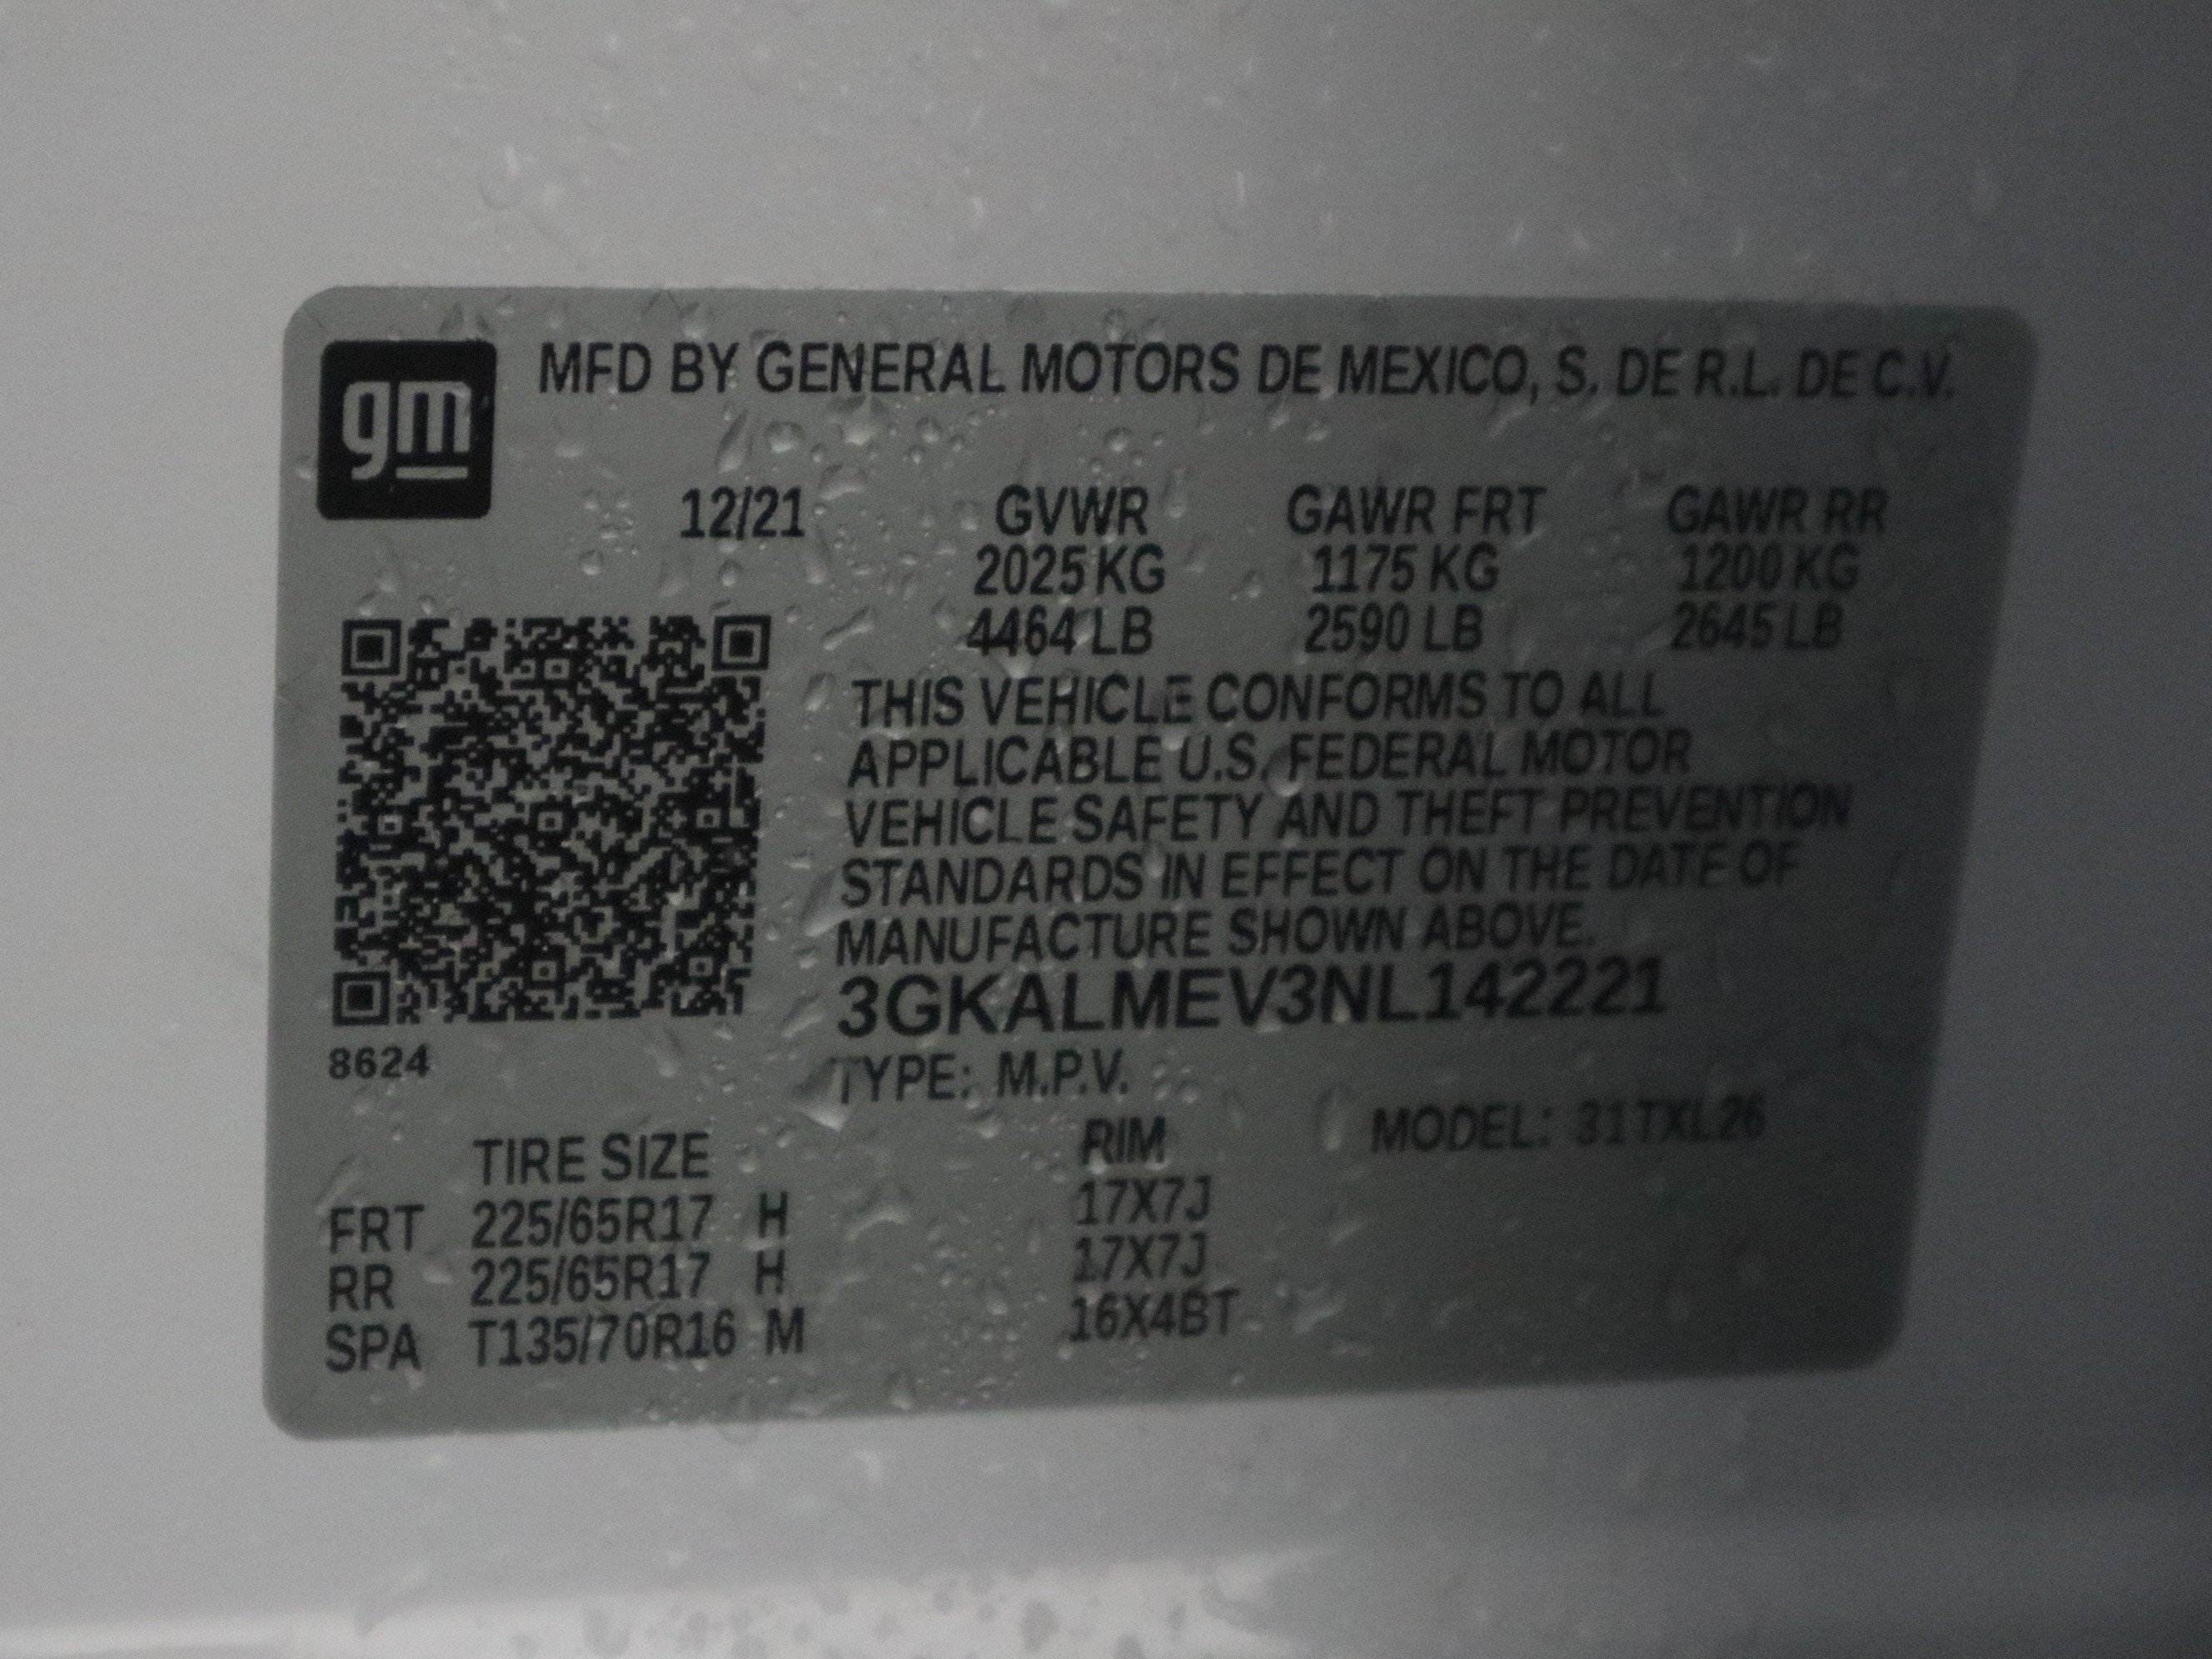 gm
MFD BY GENERAL MOTORS DE MEXICO, S. DE R.L. DE C.V.
12/21 GVWR GAWR FRT GAWR RR
2025 KG 1175 KG 1200 KG
4464 LB 2590 LB 2645 LB
THIS VEHICLE CONFORMS TO ALL
APPLICABLE U.S. FEDERAL MOTOR
VEHICLE SAFETY AND THEFT PREVENTION
STANDARDS IN EFFECT ON THE DATE OF
MANUFACTURE SHOWN ABOVE.
3GKALMEV3NL142221
8624
TYPE: M.P.V.
MODEL: 31TXL26
TIRE SIZE RIM
FRT 225/65R17 H 17X7J
RR 225/65R17 H 17X7J
SPA T135/70R16 M 16X4BT